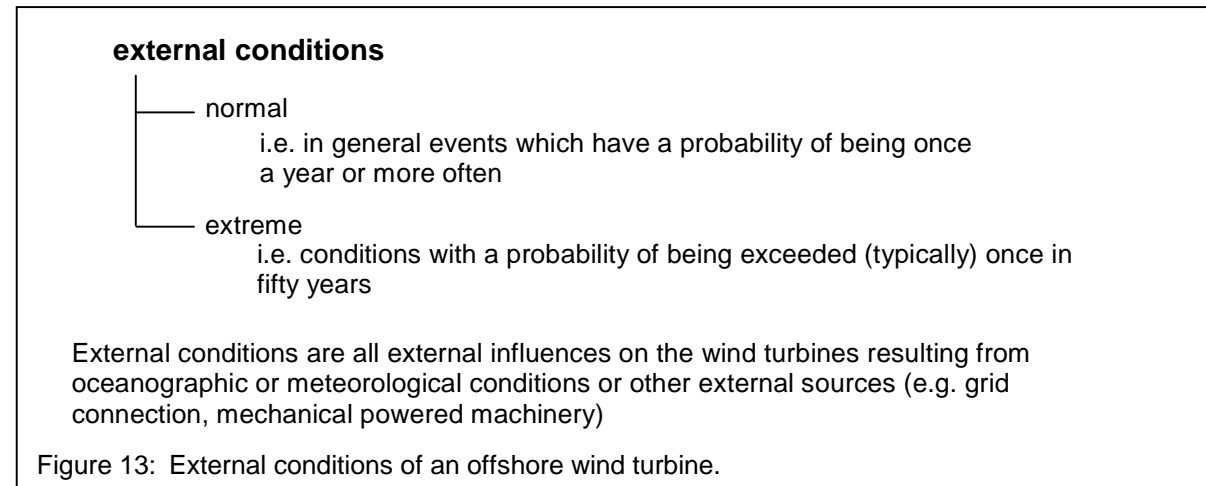 external conditions
normal
i.e. in general events which have a probability of being once
a year or more often
extreme
i.e. conditions with a probability of being exceeded (typically) once in
fifty years
External conditions are all external influences on the wind turbines resulting from
oceanographic or meteorological conditions or other external sources (e.g. grid
connection, mechanical powered machinery)
Figure 13: External conditions of an offshore wind turbine.